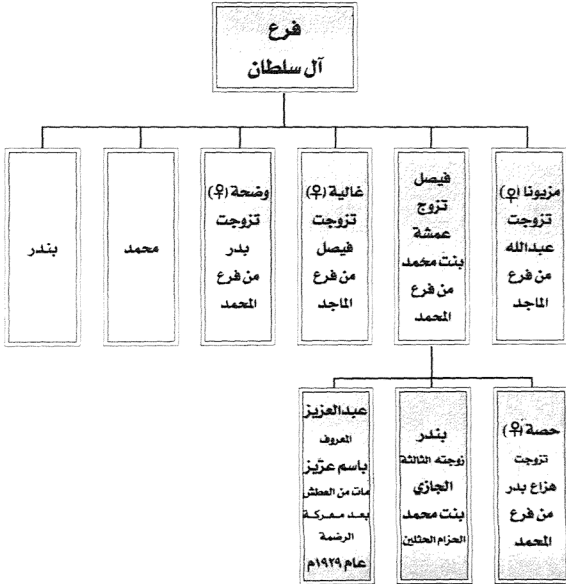 فرع
آل سلطان
مزيونا (♀)
تزوجت
عبدالله
من فرع
الماجد
فيصل
تزوج
عمشة
بنت محمد
من فرع
المحمد
غالية (♀)
تزوجت
فيصل
من فرع
الماجد
وضحة (♀)
تزوجت
بدر
من فرع
المحمد
محمد
بندر
حصة (♀)
تزوجت
هزاع بدر
من فرع
المحمد
بندر
زوجته الثالثة
الجازي
بنت محمد
الحزام الحثلين
عبدالعزيز
المعروف
باسم عزيز
مات من العطش
بعد معركة
الرضمة
عام ١٩٢٩م